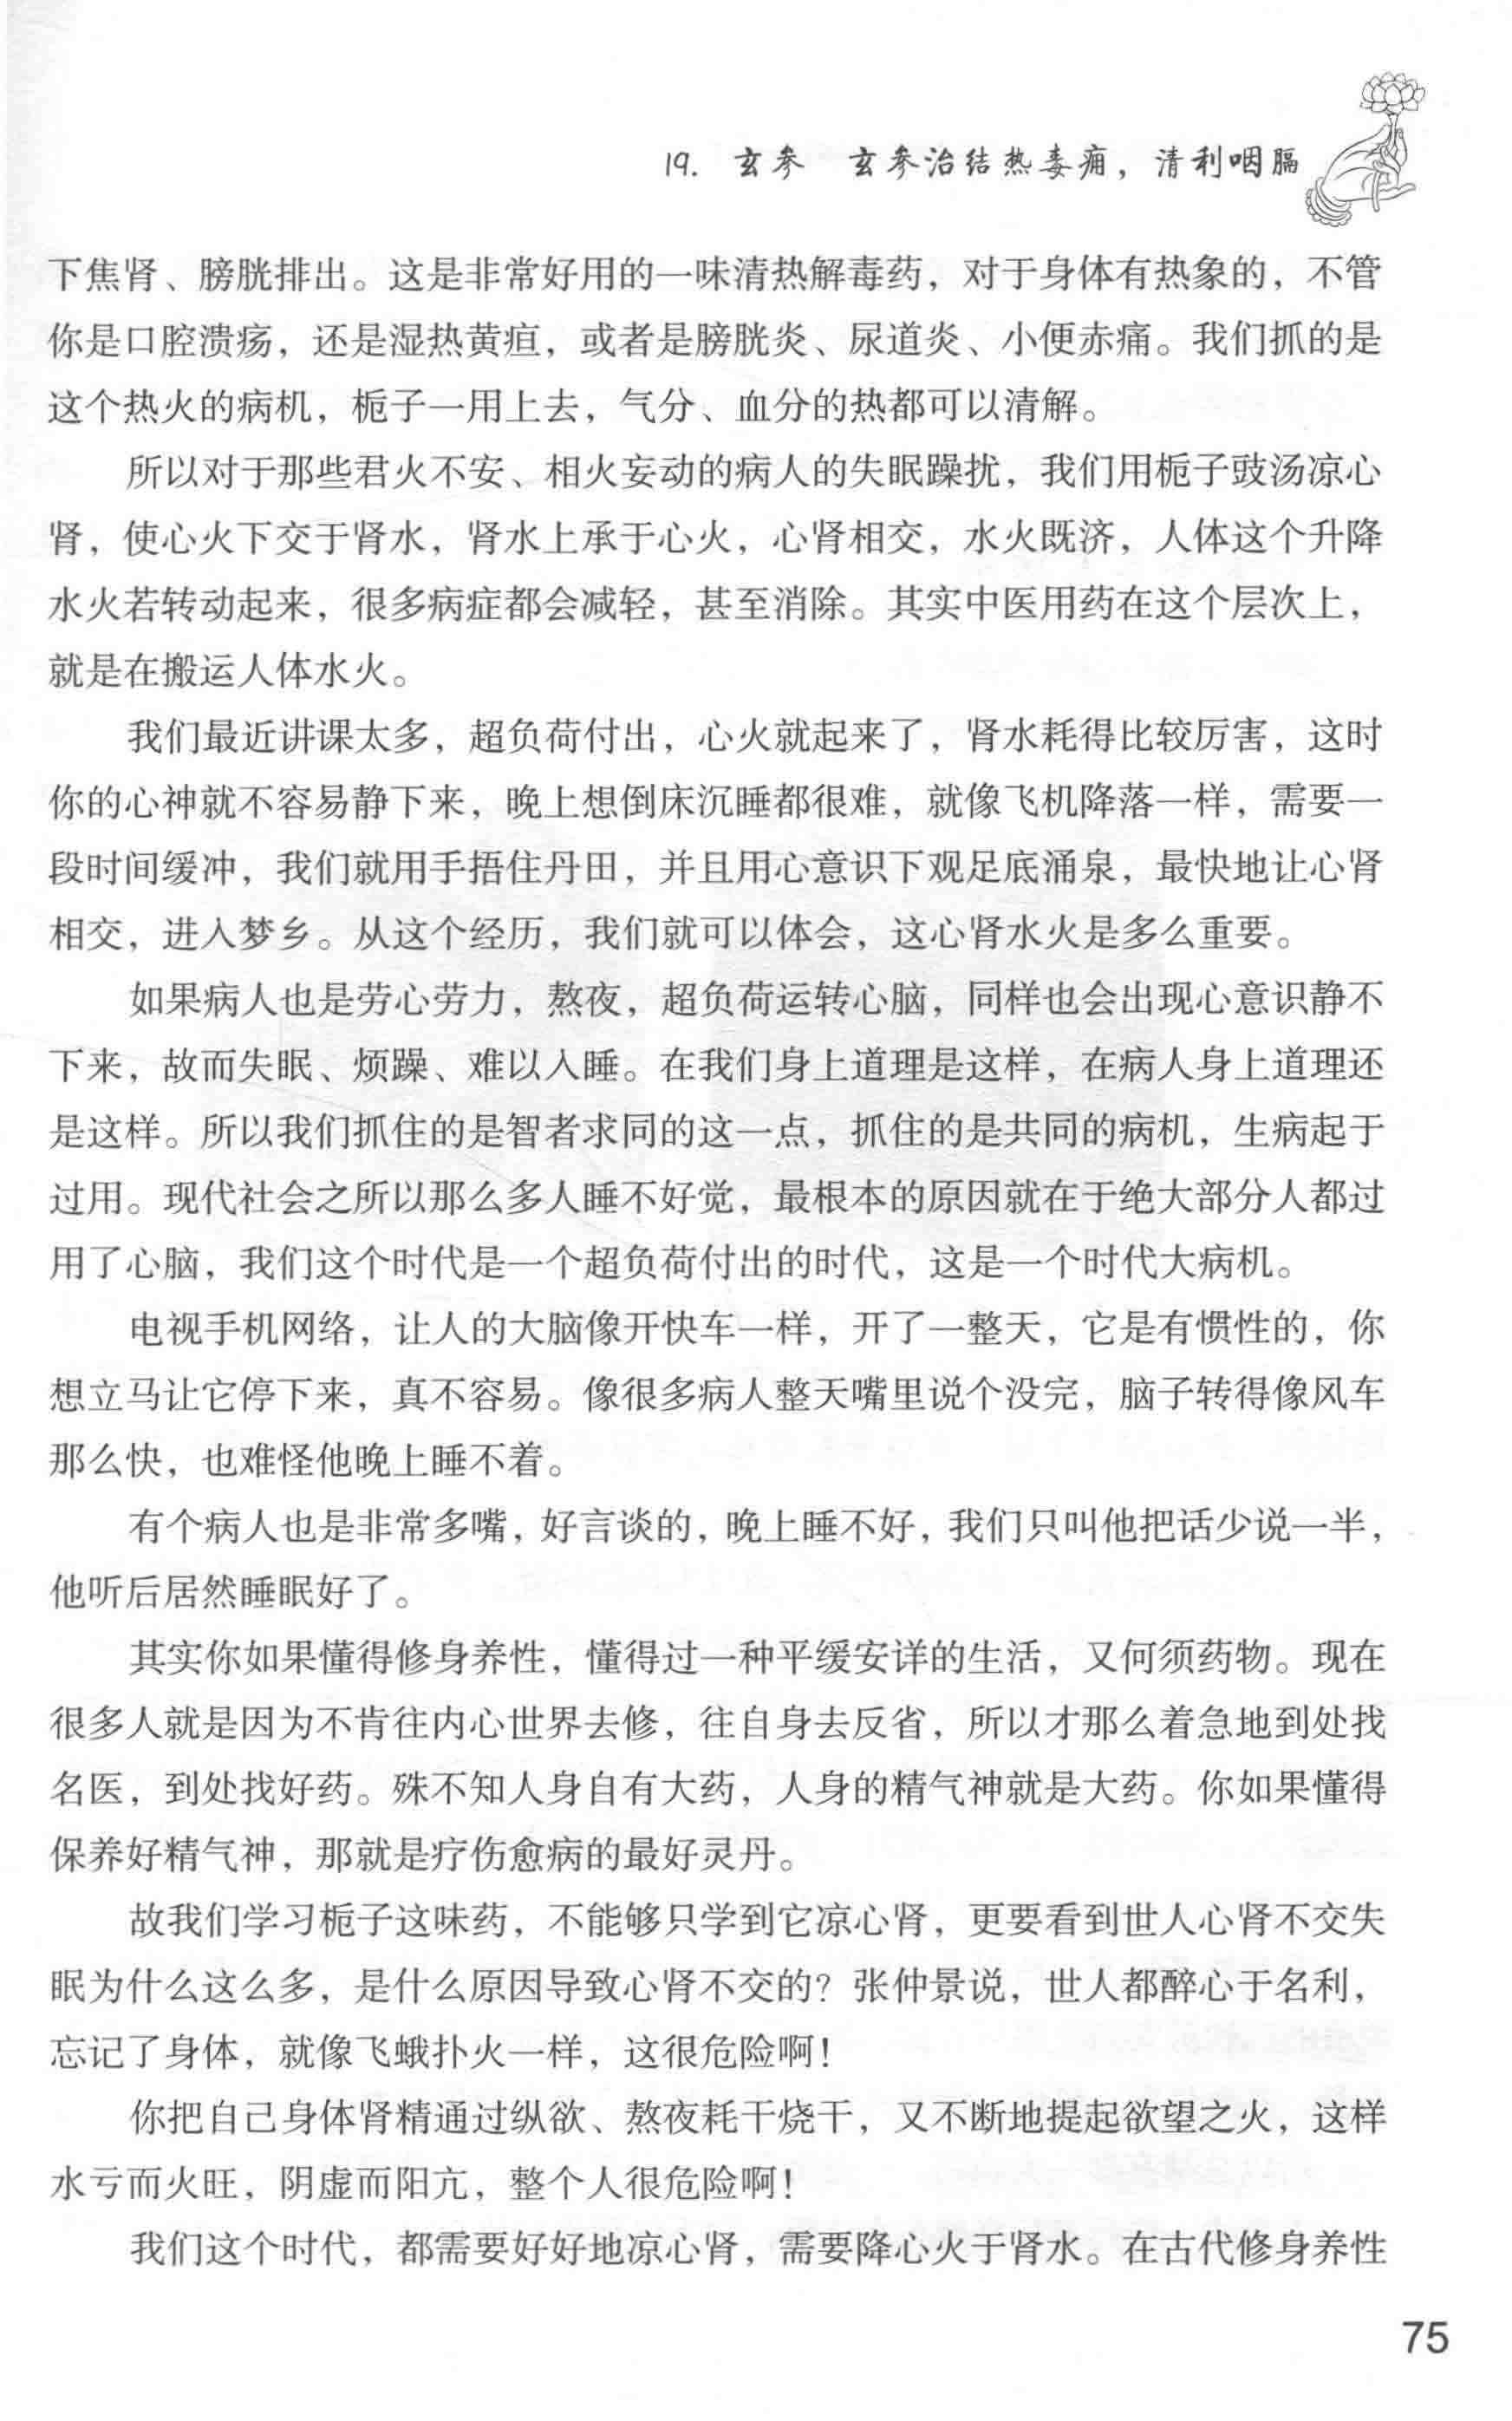 19. 玄参　玄参治结热毒痈，清利咽膈
下焦肾、膀胱排出。这是非常好用的一味清热解毒药，对于身体有热象的，不管
你是口腔溃疡，还是湿热黄疸，或者是膀胱炎、尿道炎、小便赤痛。我们抓的是
这个热火的病机，栀子一用上去，气分、血分的热都可以清解。
所以对于那些君火不安、相火妄动的病人的失眠躁扰，我们用栀子豉汤凉心
肾，使心火下交于肾水，肾水上承于心火，心肾相交，水火既济，人体这个升降
水火若转动起来，很多病症都会减轻，甚至消除。其实中医用药在这个层次上，
就是在搬运人体水火。
我们最近讲课太多，超负荷付出，心火就起来了，肾水耗得比较厉害，这时
你的心神就不容易静下来，晚上想倒床沉睡都很难，就像飞机降落一样，需要一
段时间缓冲，我们就用手捂住丹田，并且用心意识下观足底涌泉，最快地让心肾
相交，进入梦乡。从这个经历，我们就可以体会，这心肾水火是多么重要。
如果病人也是劳心劳力，熬夜，超负荷运转心脑，同样也会出现心意识静不
下来，故而失眠、烦躁、难以入睡。在我们身上道理是这样，在病人身上道理还
是这样。所以我们抓住的是智者求同的这一点，抓住的是共同的病机，生病起于
过用。现代社会之所以那么多人睡不好觉，最根本的原因就在于绝大部分人都过
用了心脑，我们这个时代是一个超负荷付出的时代，这是一个时代大病机。
电视手机网络，让人的大脑像开快车一样，开了一整天，它是有惯性的，你
想立马让它停下来，真不容易。像很多病人整天嘴里说个没完，脑子转得像风车
那么快，也难怪他晚上睡不着。
有个病人也是非常多嘴，好言谈的，晚上睡不好，我们只叫他把话少说一半，
他听后居然睡眠好了。
其实你如果懂得修身养性，懂得过一种平缓安详的生活，又何须药物。现在
很多人就是因为不肯往内心世界去修，往自身去反省，所以才那么着急地到处找
名医，到处找好药。殊不知人身自有大药，人身的精气神就是大药。你如果懂得
保养好精气神，那就是疗伤愈病的最好灵丹。
故我们学习栀子这味药，不能够只学到它凉心肾，更要看到世人心肾不交失
眠为什么这么多，是什么原因导致心肾不交的？张仲景说，世人都醉心于名利，
忘记了身体，就像飞蛾扑火一样，这很危险啊！
你把自己身体肾精通过纵欲、熬夜耗干烧干，又不断地提起欲望之火，这样
水亏而火旺，阴虚而阳亢，整个人很危险啊！
我们这个时代，都需要好好地凉心肾，需要降心火于肾水。在古代修身养性
75